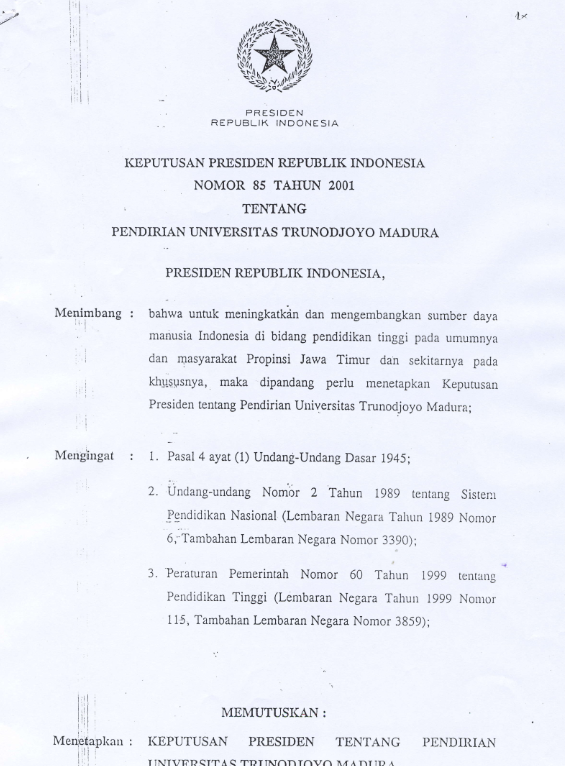 PRESIDEN
REPUBLIK INDONESIA
KEPUTUSAN PRESIDEN REPUBLIK INDONESIA
NOMOR 85 TAHUN 2001
TENTANG
PENDIRIAN UNIVERSITAS TRUNODJOYO MADURA
PRESIDEN REPUBLIK INDONESIA,
Menimbang : bahwa untuk meningkatkan dan mengembangkan sumber daya
manusia Indonesia di bidang pendidikan tinggi pada umumnya
dan masyarakat Propinsi Jawa Timur dan sekitarnya pada
khususnya, maka dipandang perlu menetapkan Keputusan
Presiden tentang Pendirian Universitas Trunodjoyo Madura;
Mengingat : 1. Pasal 4 ayat (1) Undang-Undang Dasar 1945;
2. Undang-undang Nomor 2 Tahun 1989 tentang Sistem
Pendidikan Nasional (Lembaran Negara Tahun 1989 Nomor
6, Tambahan Lembaran Negara Nomor 3390);
3. Peraturan Pemerintah Nomor 60 Tahun 1999 tentang
Pendidikan Tinggi (Lembaran Negara Tahun 1999 Nomor
115, Tambahan Lembaran Negara Nomor 3859);
MEMUTUSKAN :
Menetapkan : KEPUTUSAN PRESIDEN TENTANG PENDIRIAN
UNIVERSITAS TRUNODJOYO MADURA